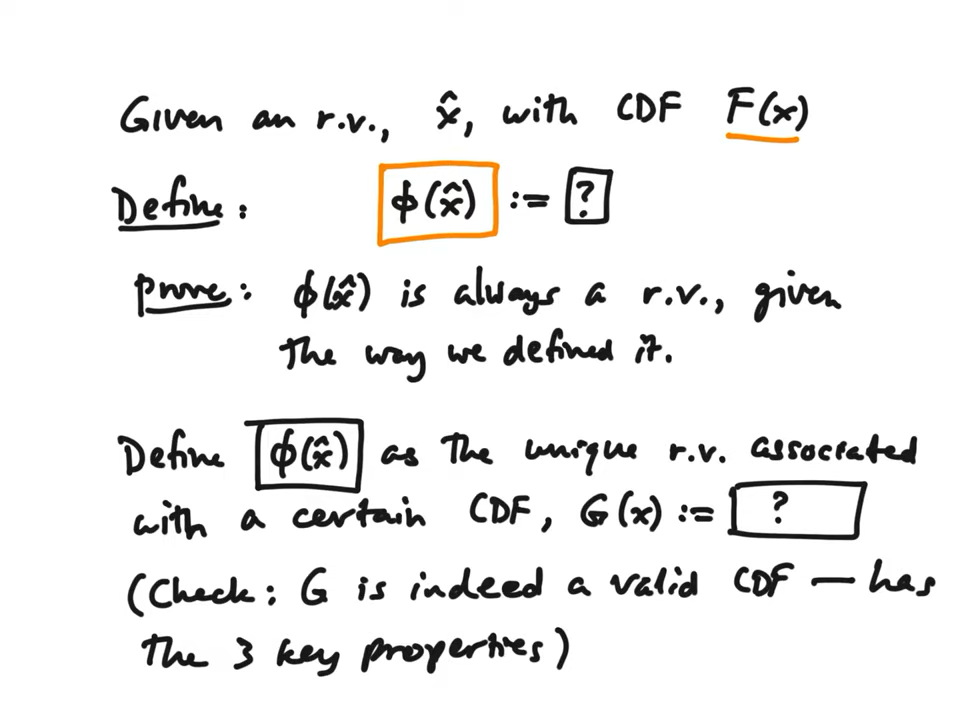 Given an r.v., x̂, with CDF F(x)
Define: ϕ(x̂) := ?
Prove: ϕ(x̂) is always a r.v., given
the way we defined it.
Define ϕ(x̂) as the unique r.v. associated
with a certain CDF, G(x) := ?
(Check: G is indeed a valid CDF — has
the 3 key properties)